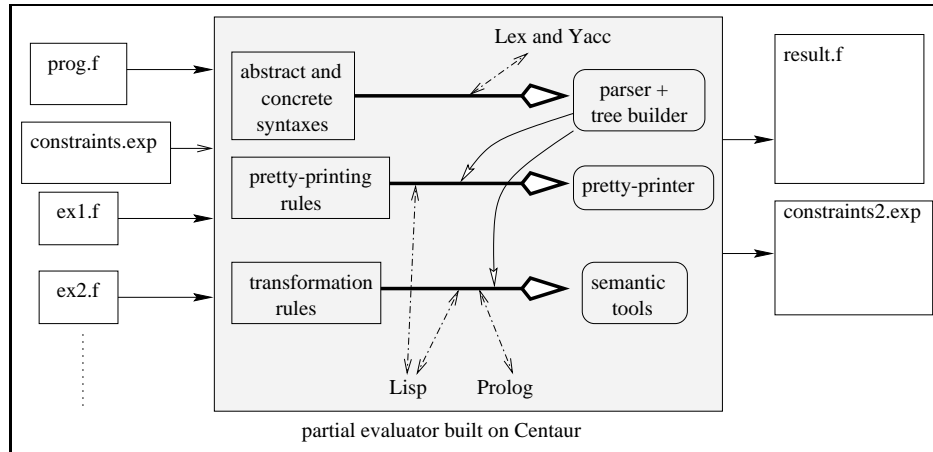 prog.f
constraints.exp
ex1.f
ex2.f
Lex and Yacc
abstract and
concrete
syntaxes
parser +
tree builder
pretty-printing
rules
pretty-printer
transformation
rules
semantic
tools
Lisp
Prolog
result.f
constraints2.exp
partial evaluator built on Centaur